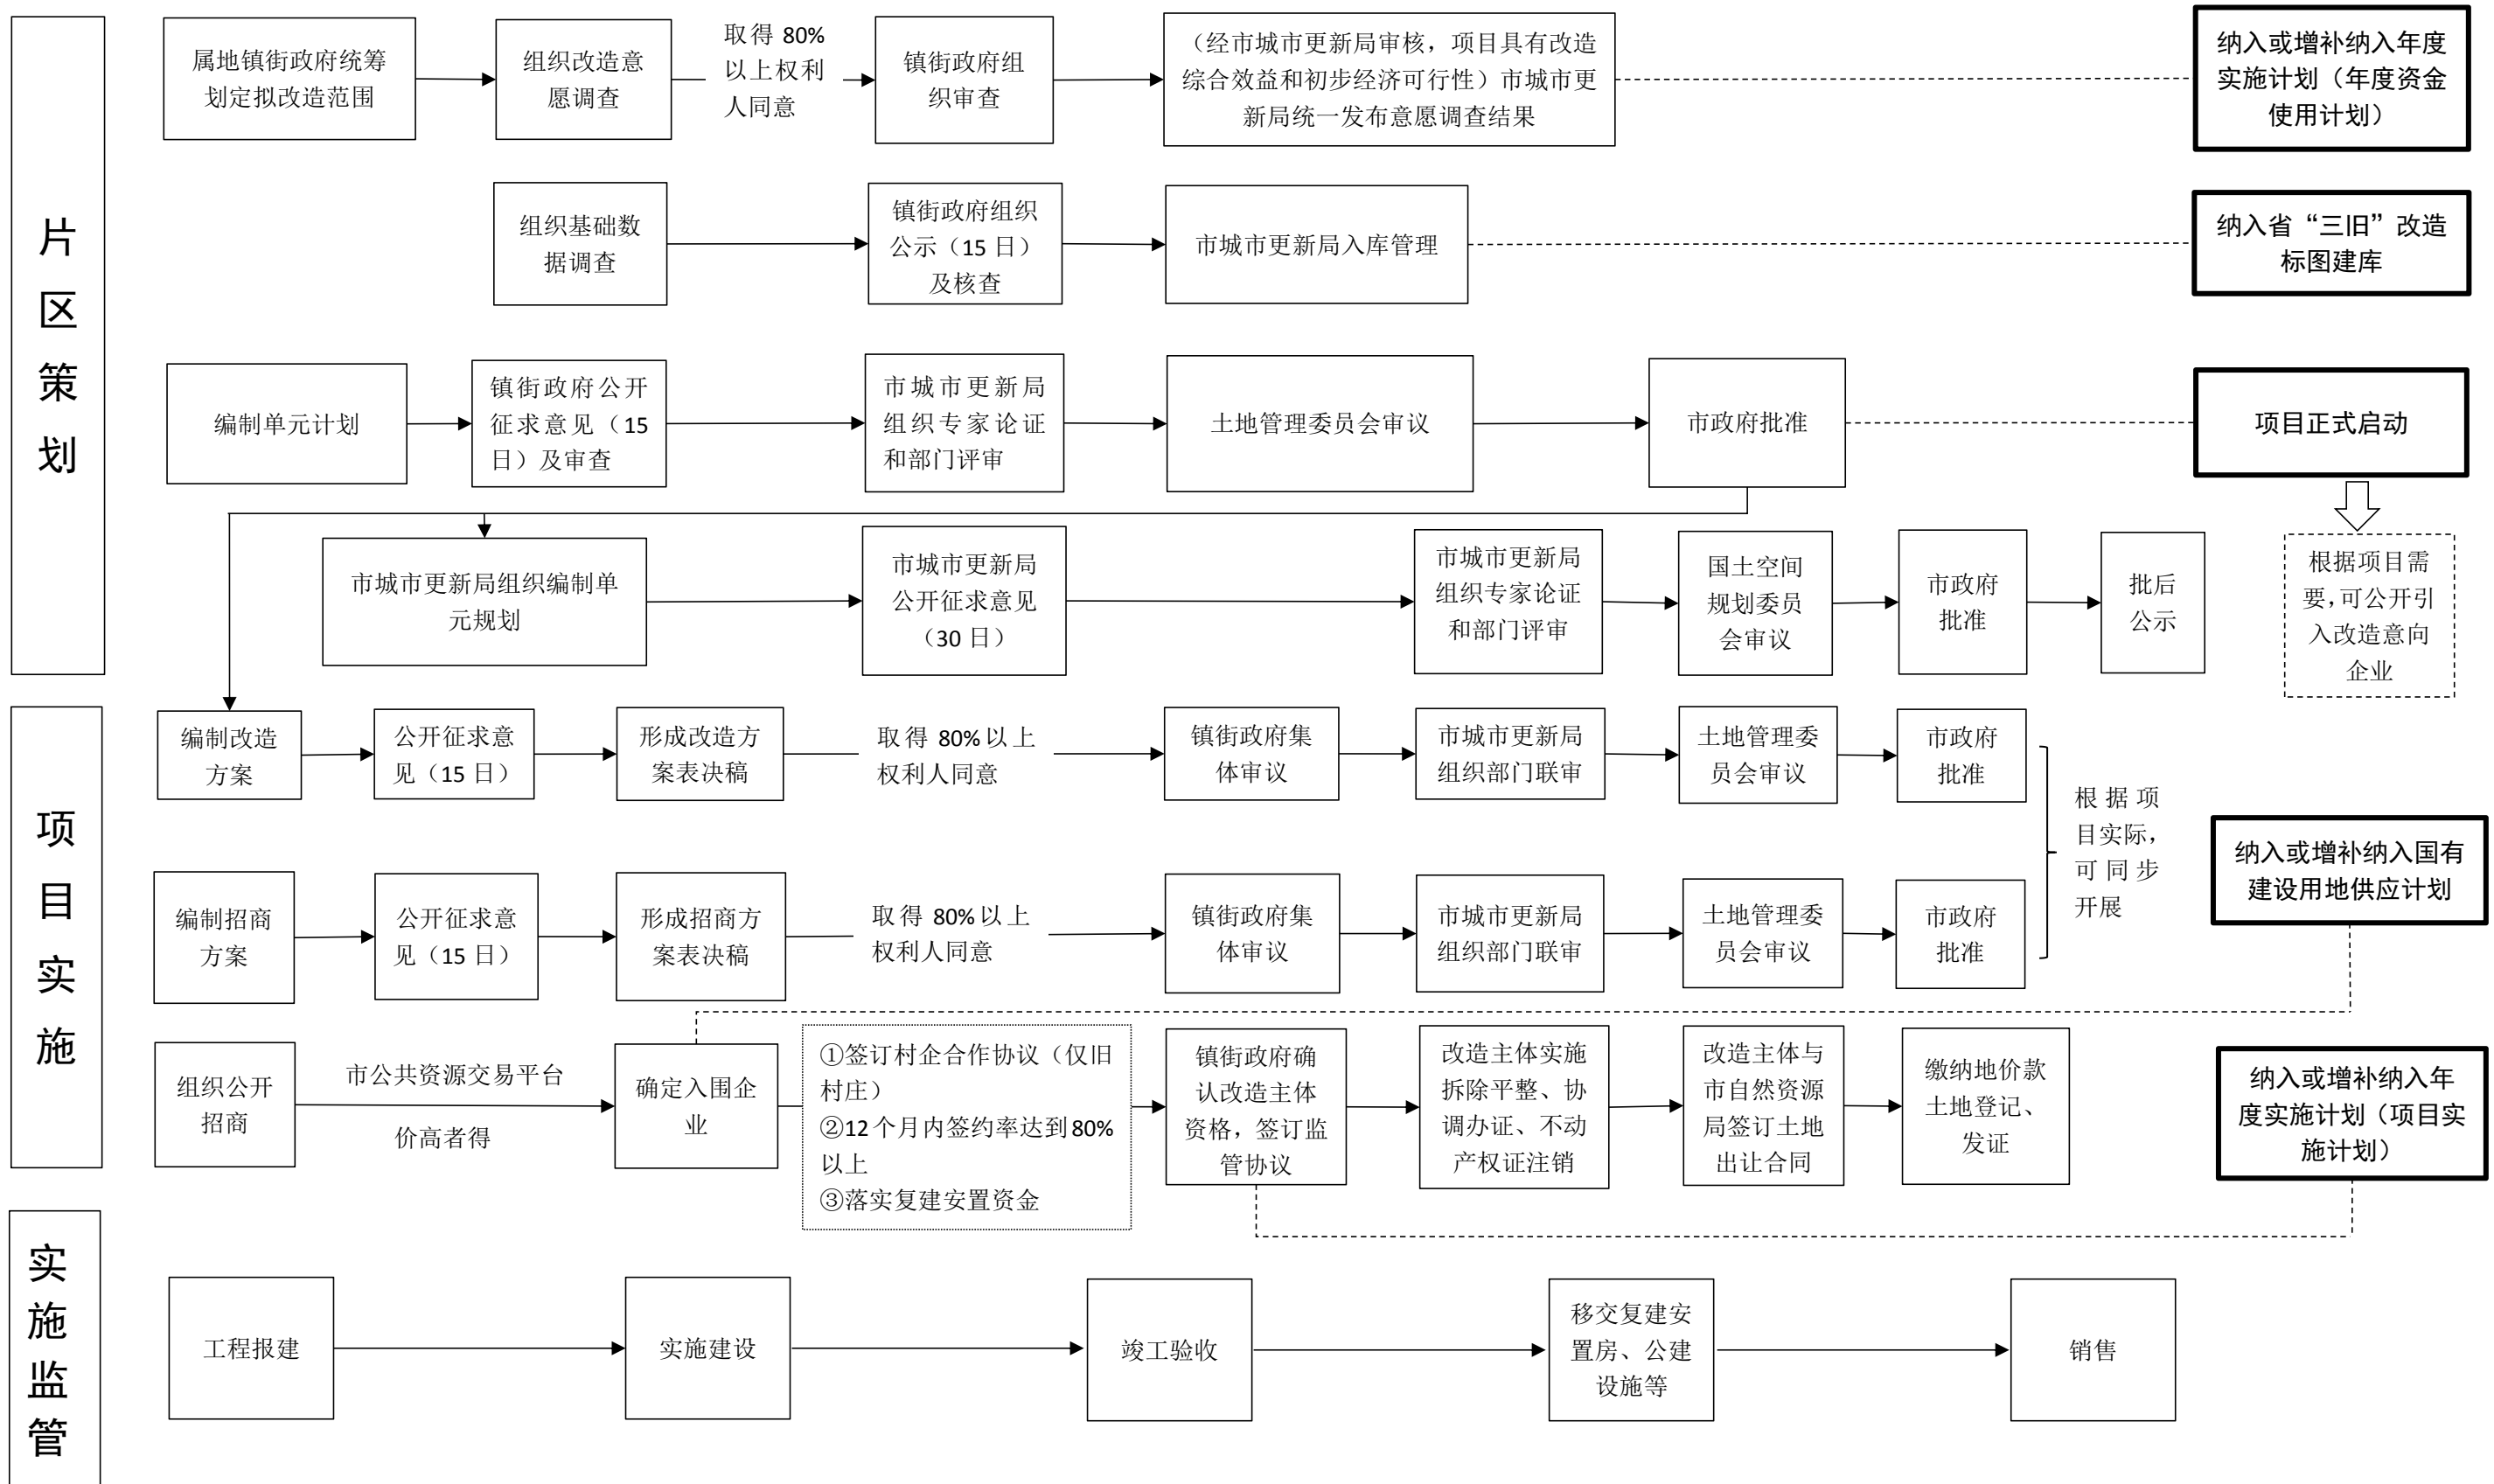 片
区
策
划
属地镇街政府统筹
划定拟改造范围
组织改造意
愿调查
取得 80%
以上权利
人同意
镇街政府组
织审查
（经市城市更新局审核，项目具有改造
综合效益和初步经济可行性）市城市更
新局统一发布意愿调查结果
纳入或增补纳入年度
实施计划（年度资金
使用计划）
组织基础数
据调查
镇街政府组织
公示（15 日）
及核查
市城市更新局入库管理
纳入省“三旧”改造
标图建库
编制单元计划
镇街政府公开
征求意见（15
日）及审查
市城市更新局
组织专家论证
和部门评审
土地管理委员会审议
市政府批准
项目正式启动
市城市更新局组织编制单
元规划
市城市更新局
公开征求意见
（30 日）
市城市更新局
组织专家论证
和部门评审
国土空间
规划委员
会审议
市政府
批准
批后
公示
根据项目需
要，可公开引
入改造意向
企业
项
目
实
施
编制改造
方案
公开征求意
见（15 日）
形成改造方
案表决稿
取得 80%以上
权利人同意
镇街政府集
体审议
市城市更新局
组织部门联审
土地管理委
员会审议
市政府
批准
根据项
目实际，
可同步
开展
纳入或增补纳入国有
建设用地供应计划
编制招商
方案
公开征求意
见（15 日）
形成招商方
案表决稿
取得 80%以上
权利人同意
镇街政府集
体审议
市城市更新局
组织部门联审
土地管理委
员会审议
市政府
批准
组织公开
招商
市公共资源交易平台
价高者得
确定入围企
业
①签订村企合作协议（仅旧
村庄）
②12个月内签约率达到80%
以上
③落实复建安置资金
镇街政府确
认改造主体
资格，签订监
管协议
改造主体实施
拆除平整、协
调办证、不动
产权证注销
改造主体与
市自然资源
局签订土地
出让合同
缴纳地价款
土地登记、
发证
纳入或增补纳入年
度实施计划（项目实
施计划）
实
施
监
管
工程报建
实施建设
竣工验收
移交复建安
置房、公建
设施等
销售